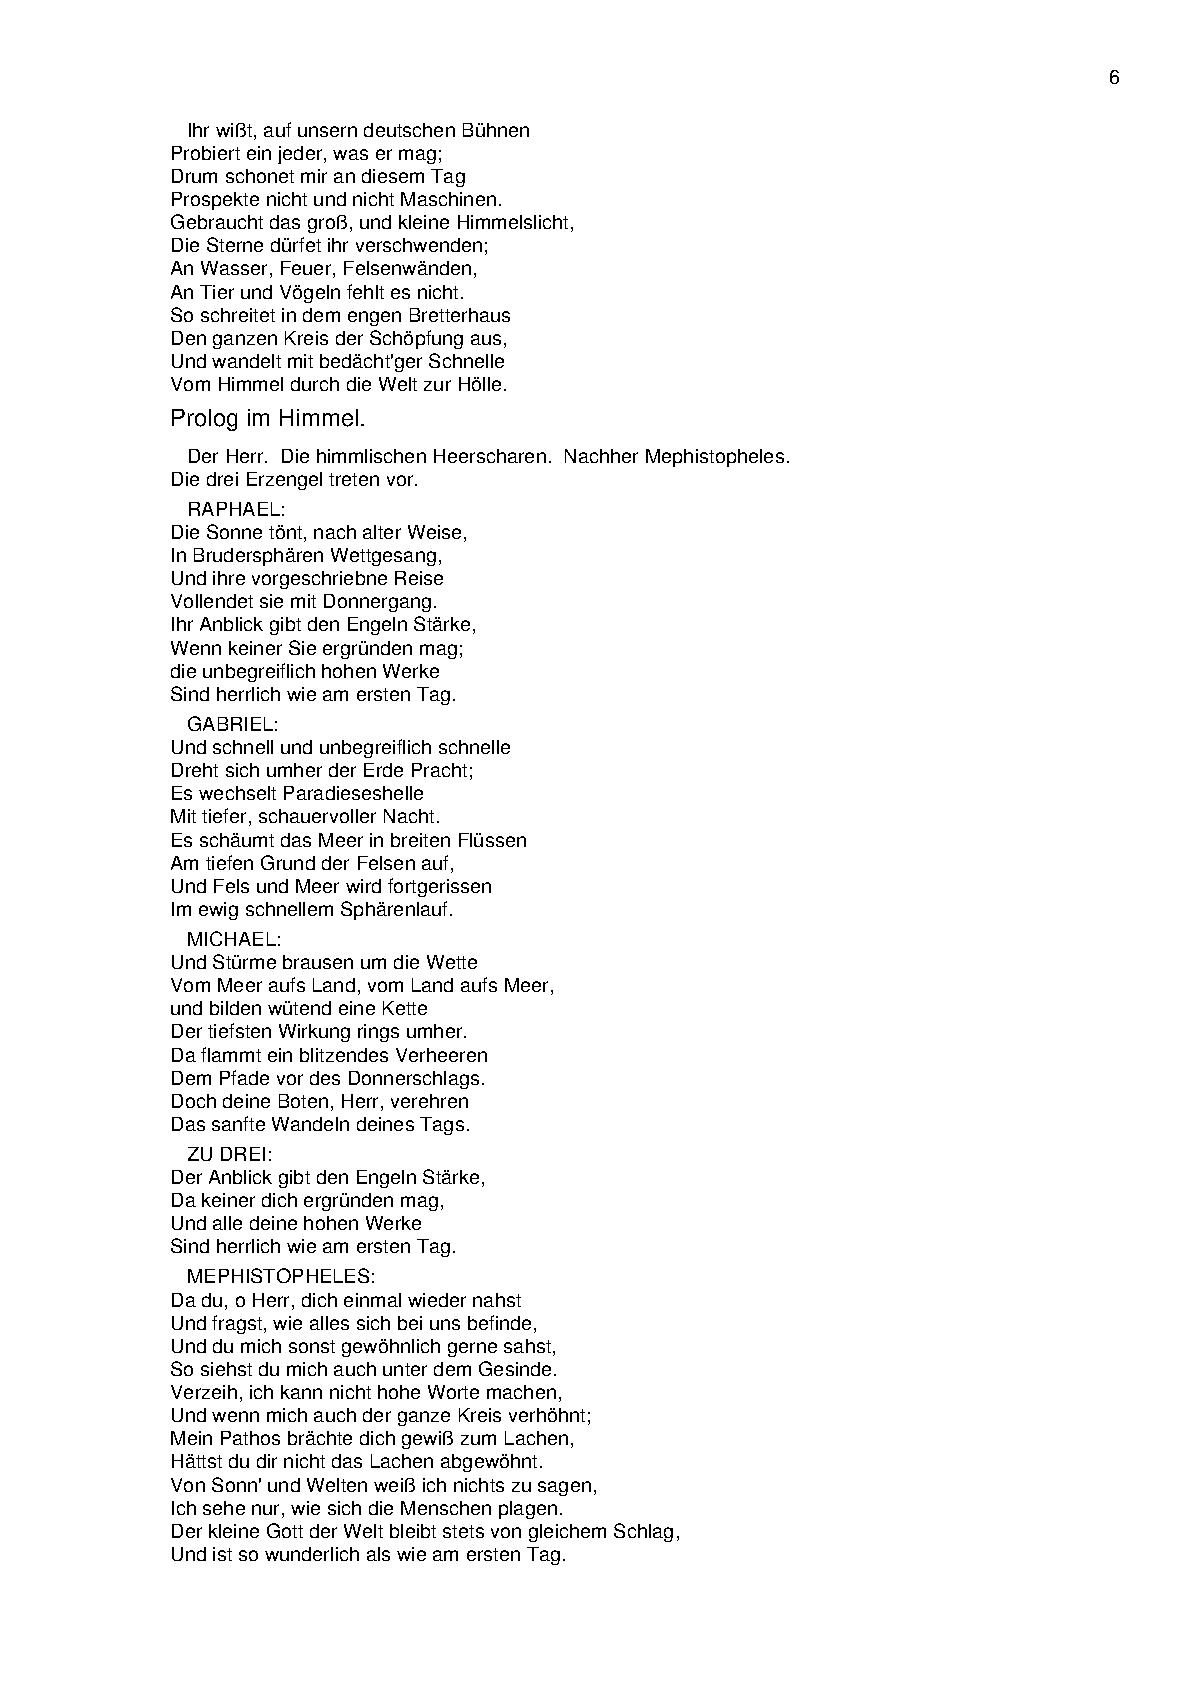 6
Ihr wißt, auf unsern deutschen Bühnen
Probiert ein jeder, was er mag;
Drum schonet mir an diesem Tag
Prospekte nicht und nicht Maschinen.
Gebraucht das groß, und kleine Himmelslicht,
Die Sterne dürfet ihr verschwenden;
An Wasser, Feuer, Felsenwänden,
An Tier und Vögeln fehlt es nicht.
So schreitet in dem engen Bretterhaus
Den ganzen Kreis der Schöpfung aus,
Und wandelt mit bedächt'ger Schnelle
Vom Himmel durch die Welt zur Hölle.
Prolog im Himmel.
Der Herr.  Die himmlischen Heerscharen.  Nachher Mephistopheles.
Die drei Erzengel treten vor.
RAPHAEL:
Die Sonne tönt, nach alter Weise,
In Brudersphären Wettgesang,
Und ihre vorgeschriebne Reise
Vollendet sie mit Donnergang.
Ihr Anblick gibt den Engeln Stärke,
Wenn keiner Sie ergründen mag;
die unbegreiflich hohen Werke
Sind herrlich wie am ersten Tag.
GABRIEL:
Und schnell und unbegreiflich schnelle
Dreht sich umher der Erde Pracht;
Es wechselt Paradieseshelle
Mit tiefer, schauervoller Nacht.
Es schäumt das Meer in breiten Flüssen
Am tiefen Grund der Felsen auf,
Und Fels und Meer wird fortgerissen
Im ewig schnellem Sphärenlauf.
MICHAEL:
Und Stürme brausen um die Wette
Vom Meer aufs Land, vom Land aufs Meer,
und bilden wütend eine Kette
Der tiefsten Wirkung rings umher.
Da flammt ein blitzendes Verheeren
Dem Pfade vor des Donnerschlags.
Doch deine Boten, Herr, verehren
Das sanfte Wandeln deines Tags.
ZU DREI:
Der Anblick gibt den Engeln Stärke,
Da keiner dich ergründen mag,
Und alle deine hohen Werke
Sind herrlich wie am ersten Tag.
MEPHISTOPHELES:
Da du, o Herr, dich einmal wieder nahst
Und fragst, wie alles sich bei uns befinde,
Und du mich sonst gewöhnlich gerne sahst,
So siehst du mich auch unter dem Gesinde.
Verzeih, ich kann nicht hohe Worte machen,
Und wenn mich auch der ganze Kreis verhöhnt;
Mein Pathos brächte dich gewiß zum Lachen,
Hättst du dir nicht das Lachen abgewöhnt.
Von Sonn' und Welten weiß ich nichts zu sagen,
Ich sehe nur, wie sich die Menschen plagen.
Der kleine Gott der Welt bleibt stets von gleichem Schlag,
Und ist so wunderlich als wie am ersten Tag.